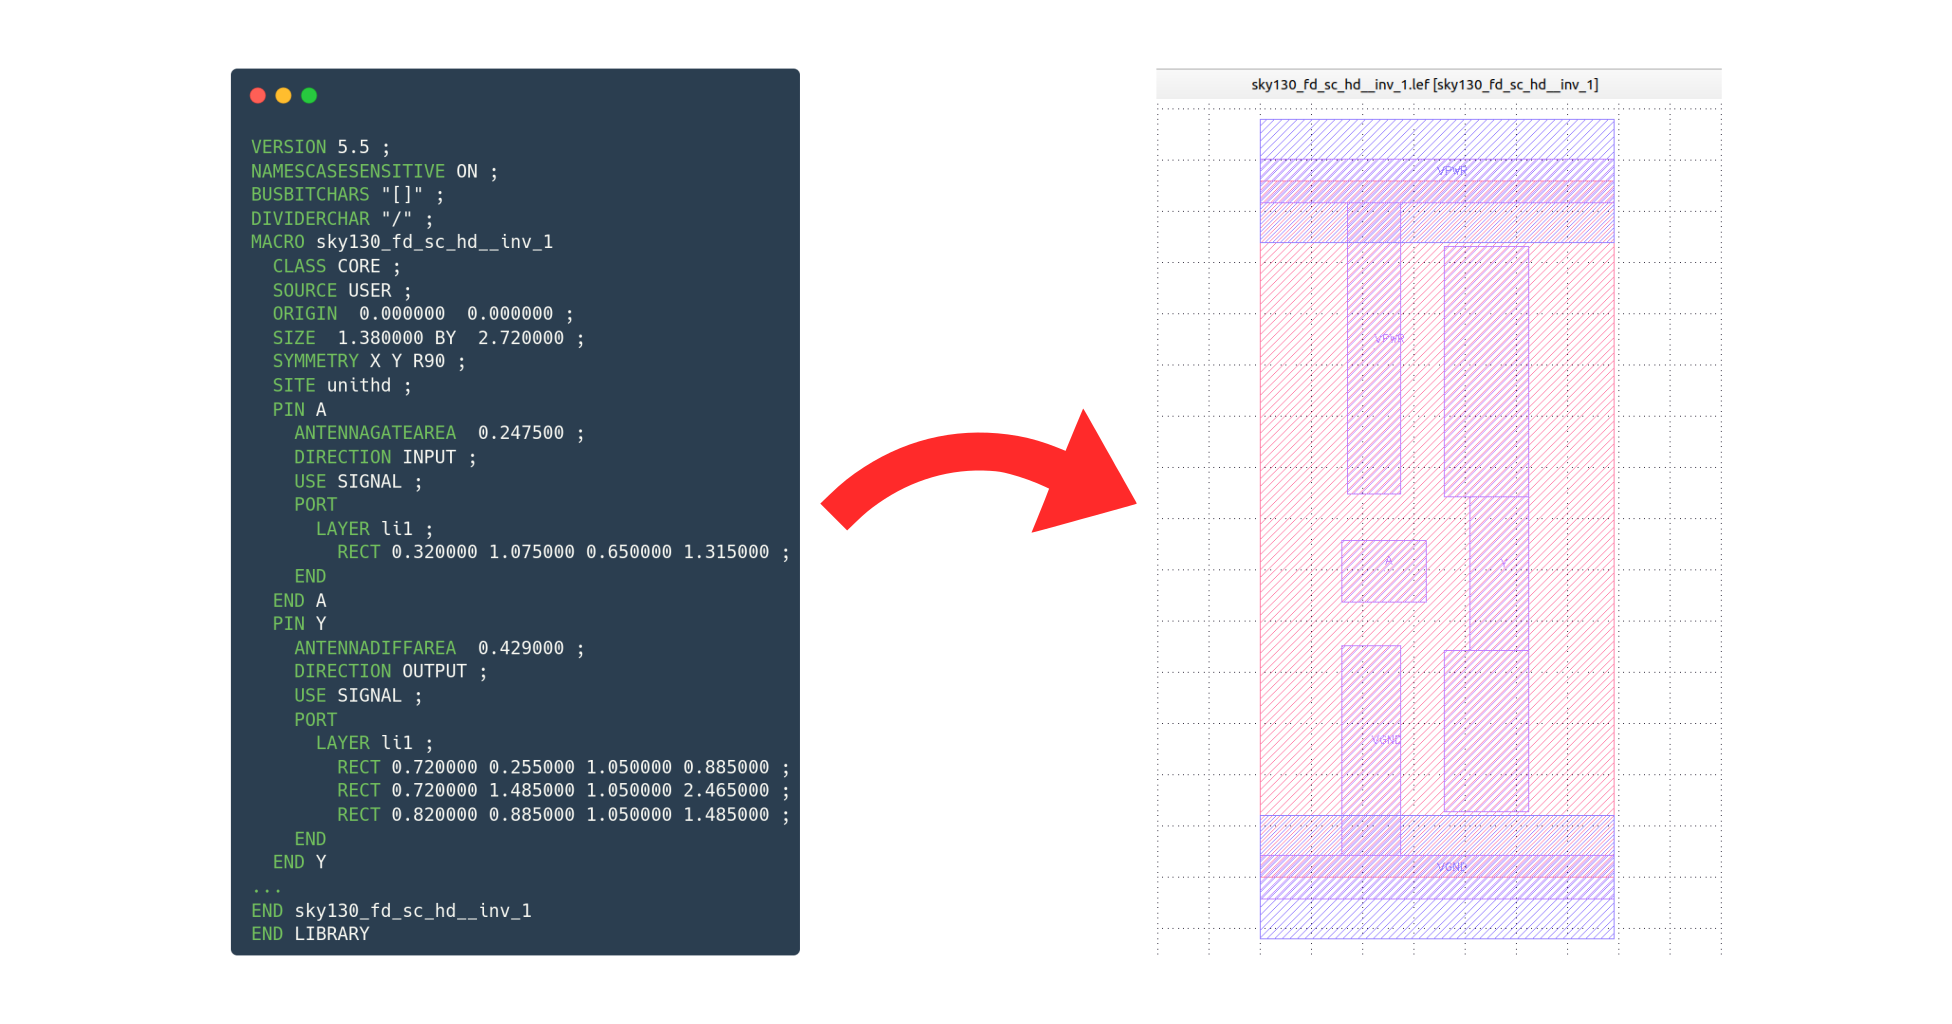 VERSION 5.5 ;
NAMESCASESENSITIVE ON ;
BUSBITCHARS "[]" ;
DIVIDERCHAR "/" ;
MACRO sky130_fd_sc_hd__inv_1
  CLASS CORE ;
  SOURCE USER ;
  ORIGIN  0.000000  0.000000 ;
  SIZE  1.380000 BY  2.720000 ;
  SYMMETRY X Y R90 ;
  SITE unithd ;
  PIN A
    ANTENNAGATEAREA  0.247500 ;
    DIRECTION INPUT ;
    USE SIGNAL ;
    PORT
      LAYER li1 ;
        RECT 0.320000 1.075000 0.650000 1.315000 ;
    END
  END A
  PIN Y
    ANTENNADIFFAREA  0.429000 ;
    DIRECTION OUTPUT ;
    USE SIGNAL ;
    PORT
      LAYER li1 ;
        RECT 0.720000 0.255000 1.050000 0.885000 ;
        RECT 0.720000 1.485000 1.050000 2.465000 ;
        RECT 0.820000 0.885000 1.050000 1.485000 ;
    END
  END Y
...
END sky130_fd_sc_hd__inv_1
END LIBRARY
sky130_fd_sc_hd__inv_1.lef [sky130_fd_sc_hd__inv_1]
VPWR
VPWR
A
Y
VGND
VGND